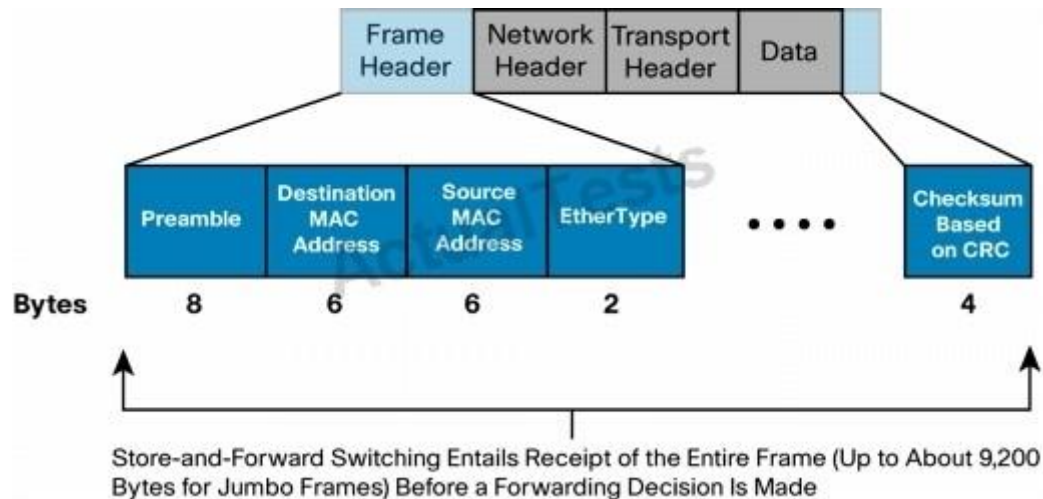 Frame Header
Network Header
Transport Header
Data
Preamble
Destination MAC Address
Source MAC Address
EtherType
Checksum Based on CRC
Bytes 8 6 6 2 4
ActualTests
Store-and-Forward Switching Entails Receipt of the Entire Frame (Up to About 9,200
Bytes for Jumbo Frames) Before a Forwarding Decision Is Made